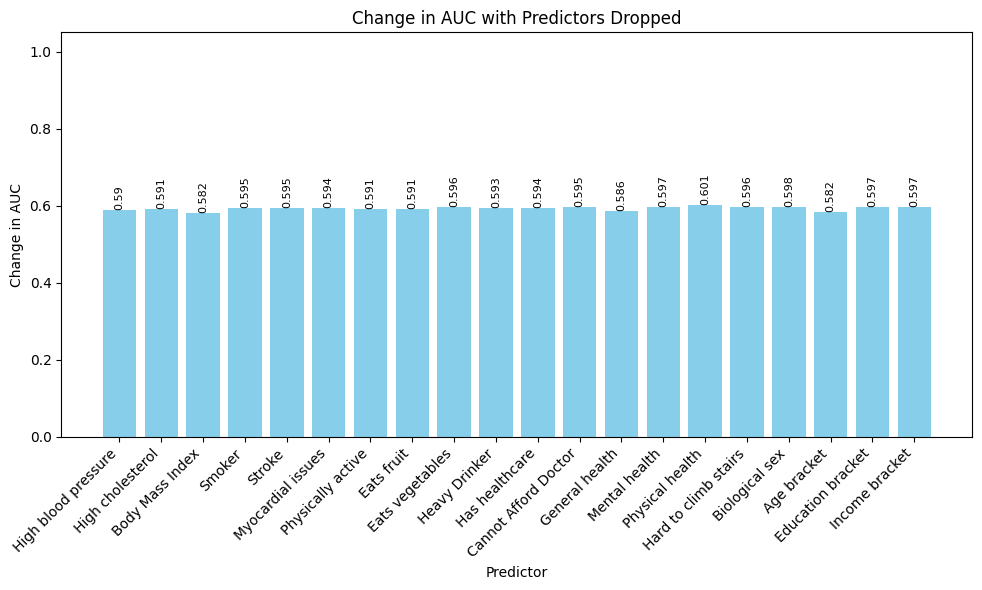 Change in AUC with Predictors Dropped
Change in AUC
1.0
0.8
0.6
0.4
0.2
0.0
0.59
0.591
0.582
0.595
0.595
0.594
0.591
0.591
0.596
0.593
0.594
0.595
0.586
0.597
0.601
0.596
0.598
0.582
0.597
0.597
High blood pressure
High cholesterol
Body Mass Index
Smoker
Stroke
Myocardial issues
Physically active
Eats fruit
Eats vegetables
Heavy Drinker
Has healthcare
Cannot Afford Doctor
General health
Mental health
Physical health
Hard to climb stairs
Biological sex
Age bracket
Education bracket
Income bracket
Predictor